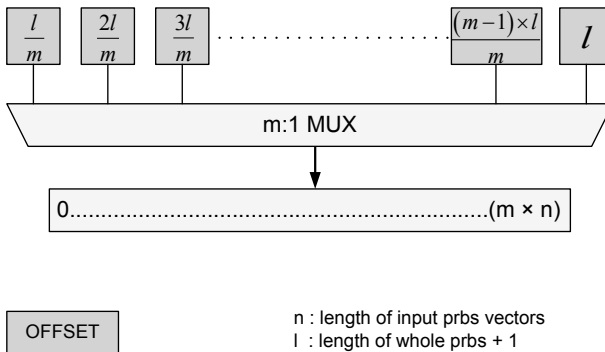 l/m 2l/m 3l/m ........................ (m−1)×l/m l
m:1 MUX
0....................................................................(m × n)
n : length of input prbs vectors
OFFSET
l : length of whole prbs + 1